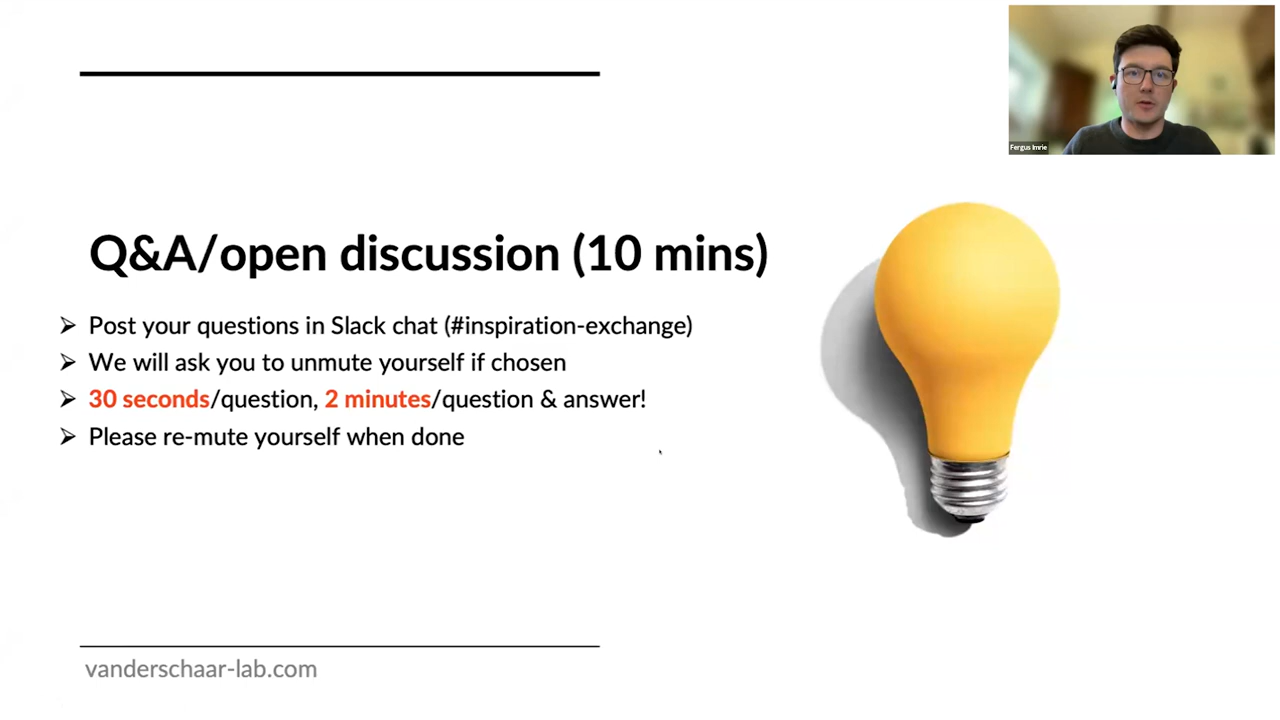 Fergus Imrie
Q&A/open discussion (10 mins)
Post your questions in Slack chat (#inspiration-exchange)
We will ask you to unmute yourself if chosen
30 seconds/question, 2 minutes/question & answer!
Please re-mute yourself when done
vanderschaar-lab.com